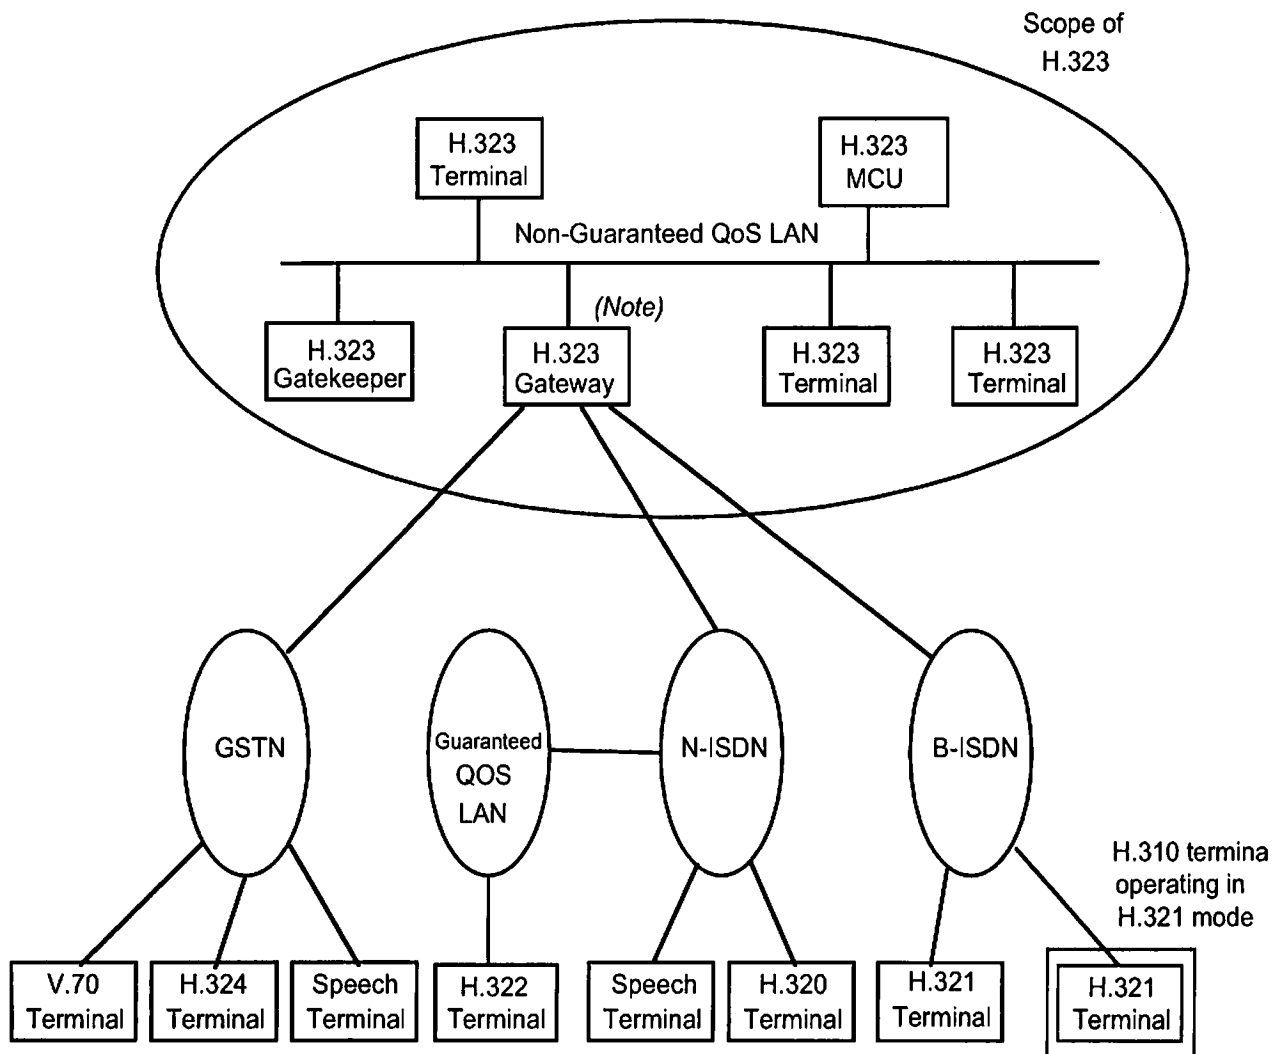 Scope of
H.323
H.323
Terminal
H.323
MCU
Non-Guaranteed QoS LAN
(Note)
H.323
Gatekeeper
H.323
Gateway
H.323
Terminal
H.323
Terminal
GSTN
Guaranteed
QOS
LAN
N-ISDN
B-ISDN
H.310 termina
operating in
H.321 mode
V.70
Terminal
H.324
Terminal
Speech
Terminal
H.322
Terminal
Speech
Terminal
H.320
Terminal
H.321
Terminal
H.321
Terminal